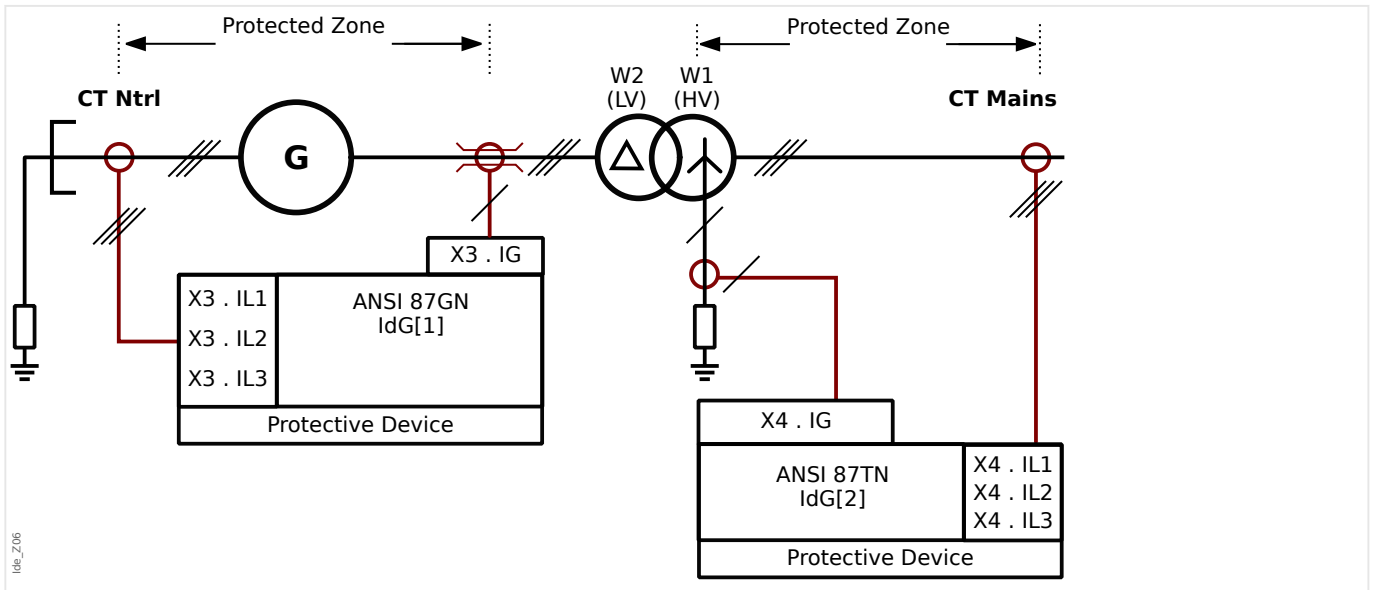 Protected Zone
Protected Zone
W2
(LV)
W1
(HV)
CT Ntrl
CT Mains
G
X3 . IG
X3 . IL1
X3 . IL2
X3 . IL3
ANSI 87GN
IdG[1]
Protective Device
X4 . IG
ANSI 87TN
IdG[2]
X4 . IL1
X4 . IL2
X4 . IL3
Protective Device
Ide_Z06